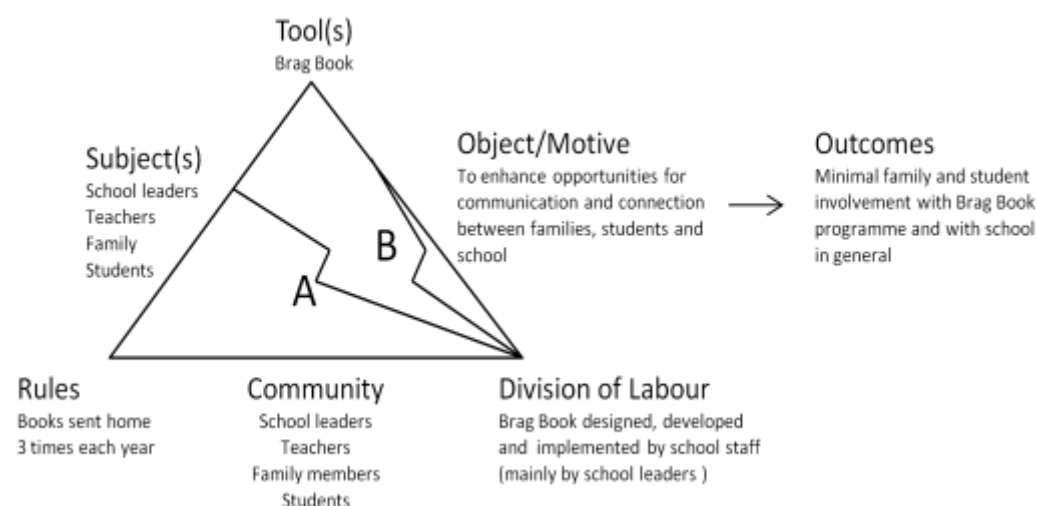 Tool(s)
Brag Book
Subject(s)
School leaders
Teachers
Family
Students
Object/Motive
To enhance opportunities for
communication and connection
between families, students and
school
Outcomes
Minimal family and student
involvement with Brag Book
programme and with school
in general
A
B
Rules
Books sent home
3 times each year
Community
School leaders
Teachers
Family members
Students
Division of Labour
Brag Book designed, developed
and implemented by school staff
(mainly by school leaders )